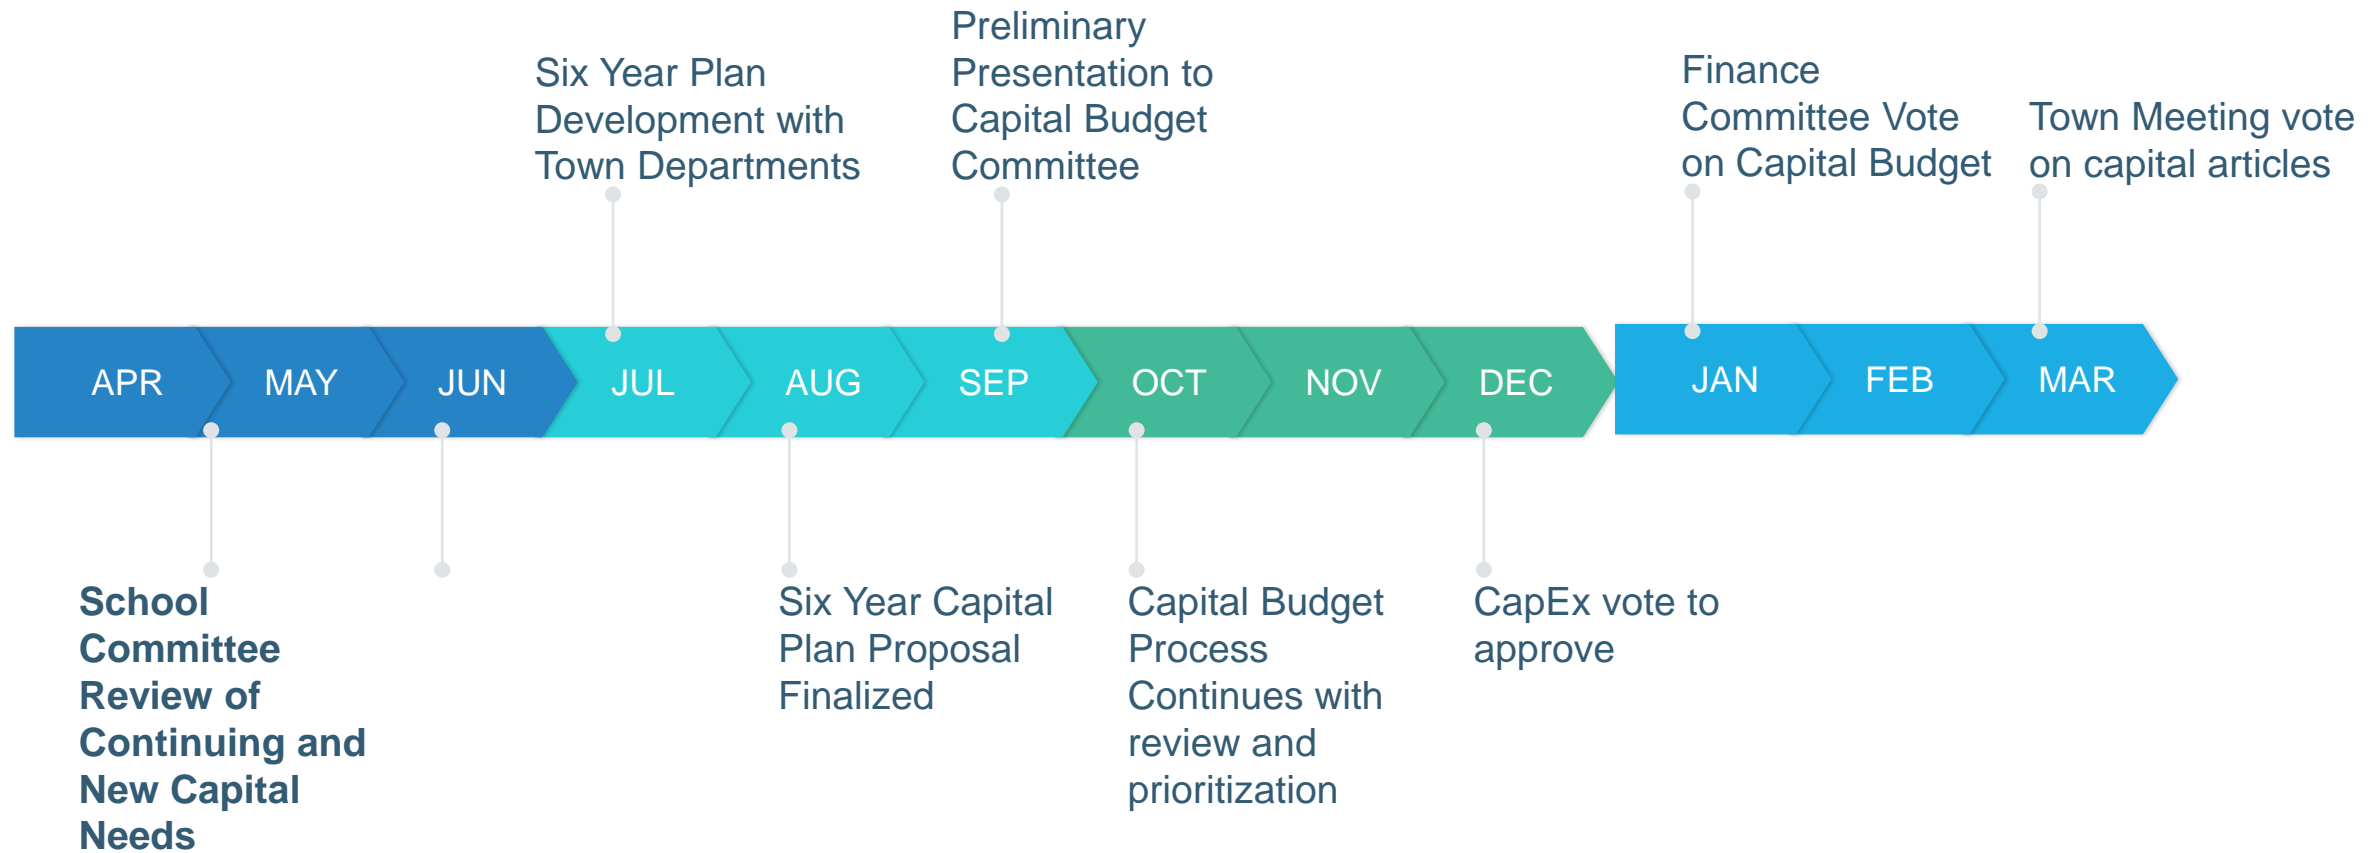 Six Year Plan
Development with
Town Departments
Preliminary
Presentation to
Capital Budget
Committee
Finance
Committee Vote
on Capital Budget
Town Meeting vote
on capital articles
APR
MAY
JUN
JUL
AUG
SEP
OCT
NOV
DEC
JAN
FEB
MAR
School
Committee
Review of
Continuing and
New Capital
Needs
Six Year Capital
Plan Proposal
Finalized
Capital Budget
Process
Continues with
review and
prioritization
CapEx vote to
approve